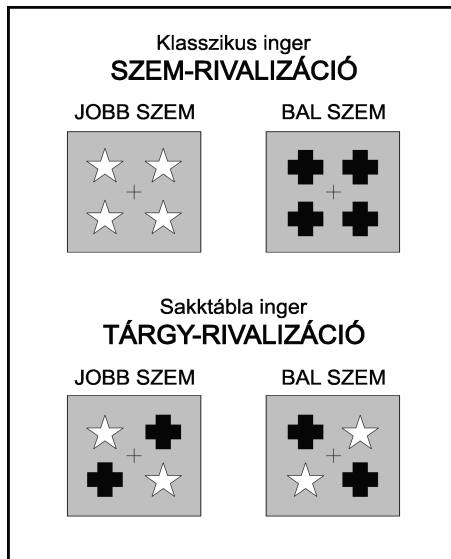 Klasszikus inger
SZEM-RIVALIZÁCIÓ
JOBB SZEM BAL SZEM
Sakktábla inger
TÁRGY-RIVALIZÁCIÓ
JOBB SZEM BAL SZEM